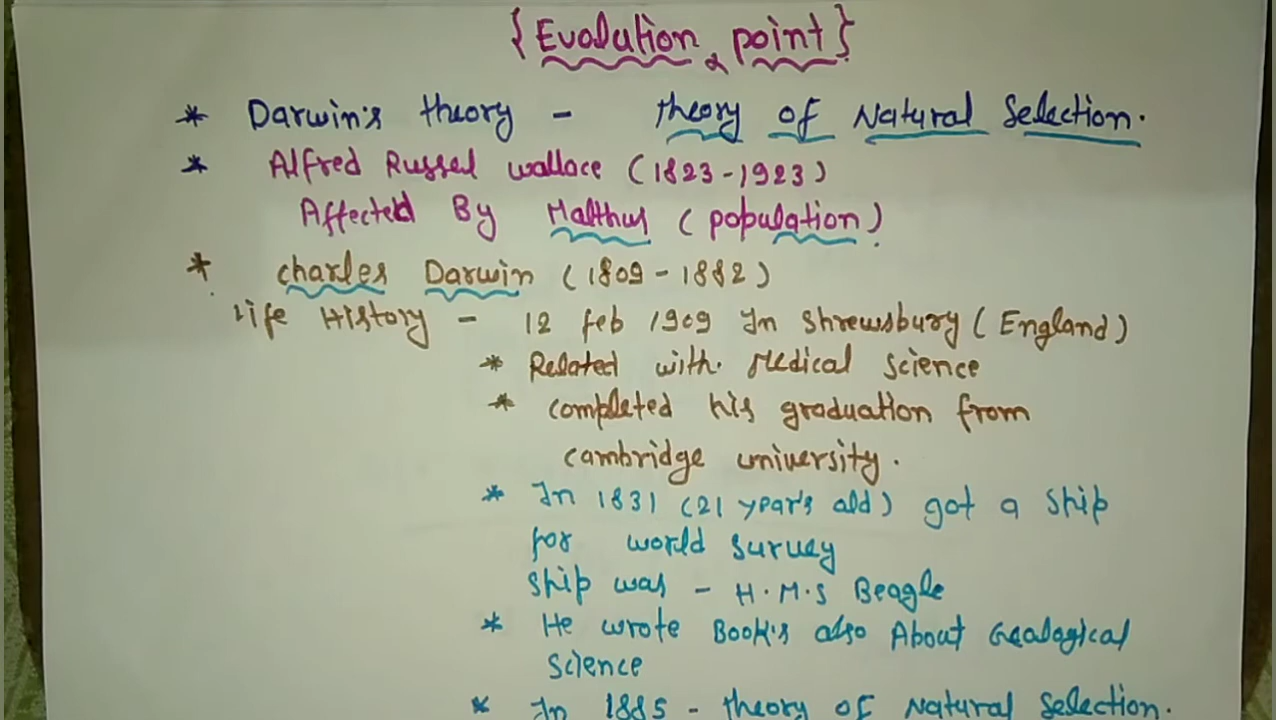 {Evolution point}
* Darwin's theory - theory of Natural Selection.
* Alfred Russel Wallace (1823-1923)
Affected By Malthus (population)
* Charles Darwin (1809-1882)
Life History - 12 feb 1909 In Shrewsbury (England)
* Related with Medical Science
* completed his graduation from
cambridge university.
* In 1831 (21 year's old) got a ship
for world survey
ship was - H.M.S Beagle
* He wrote Book's also About Gealogical
Science
* In 1885 - theory of Natural Selection.